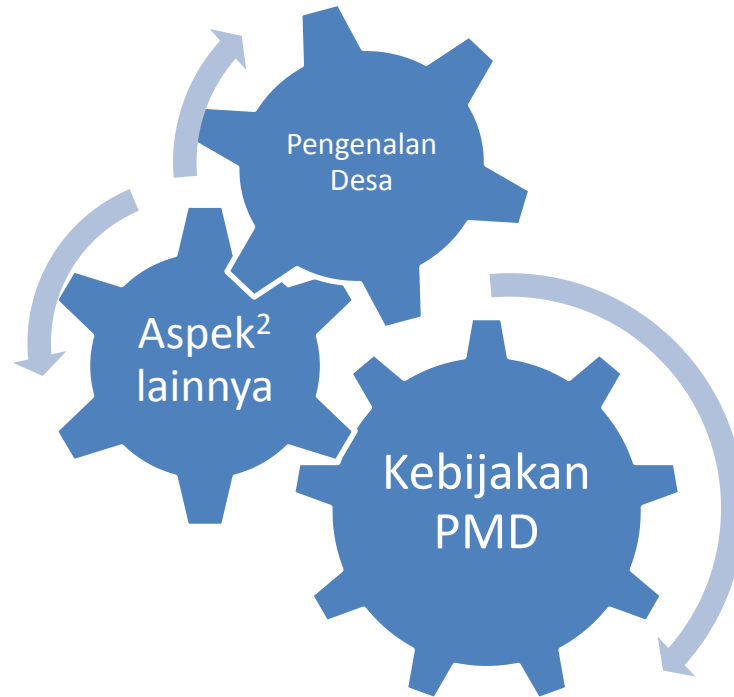 Pengenalan
Desa
Aspek²
lainnya
Kebijakan
PMD